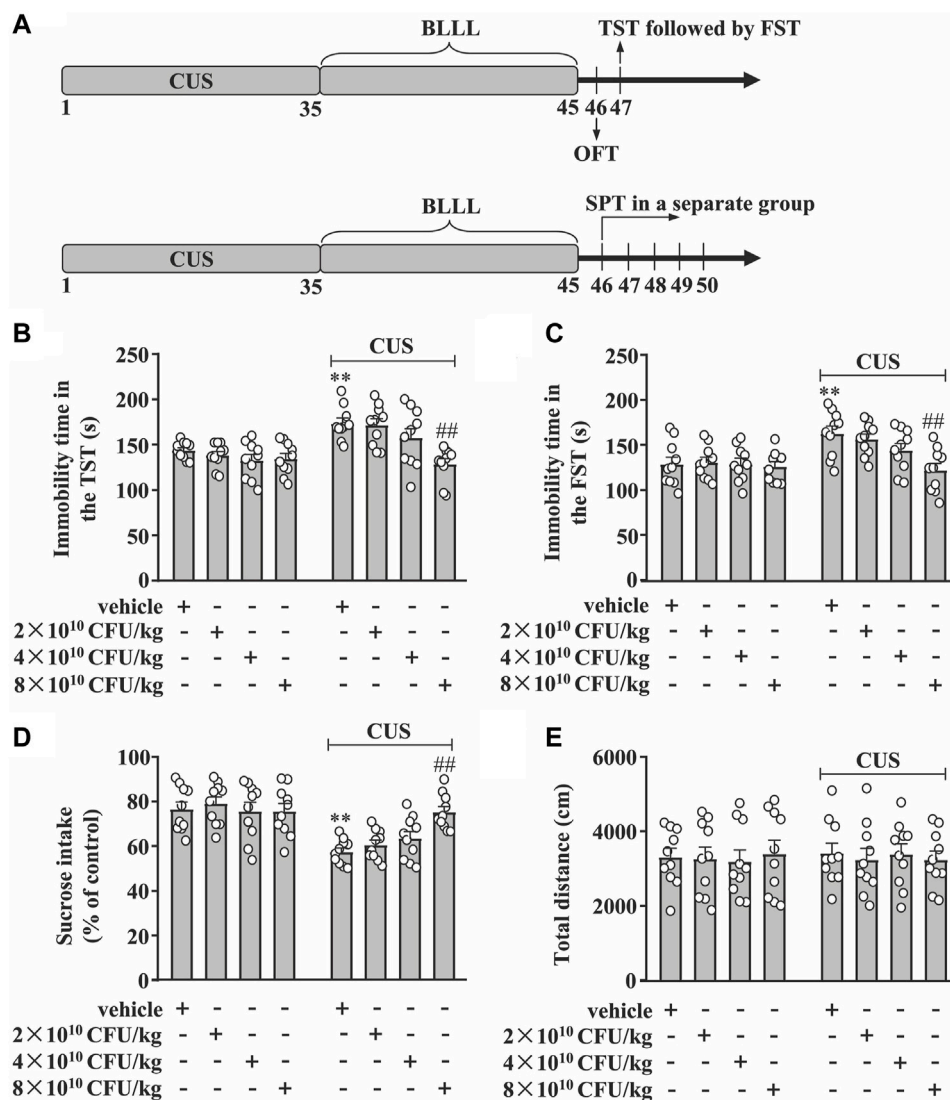 A
BLLL
TST followed by FST
CUS
1
35
45 46 47
OFT
BLLL
SPT in a separate group
CUS
1
35
45 46 47 48 49 50
B
CUS
Immobility time in
the TST (s)
250
200
150
100
50
0
**
##
vehicle + - - - + - - -
2×10¹⁰ CFU/kg - + - - - + - -
4×10¹⁰ CFU/kg - - + - - - + -
8×10¹⁰ CFU/kg - - - + - - - +
C
CUS
Immobility time in
the FST (s)
250
200
150
100
50
0
**
##
vehicle + - - - + - - -
2×10¹⁰ CFU/kg - + - - - + - -
4×10¹⁰ CFU/kg - - + - - - + -
8×10¹⁰ CFU/kg - - - + - - - +
D
CUS
Sucrose intake
(% of control)
100
80
60
40
20
0
**
##
vehicle + - - - + - - -
2×10¹⁰ CFU/kg - + - - - + - -
4×10¹⁰ CFU/kg - - + - - - + -
8×10¹⁰ CFU/kg - - - + - - - +
E
CUS
Total distance (cm)
6000
4000
2000
0
vehicle + - - - + - - -
2×10¹⁰ CFU/kg - + - - - + - -
4×10¹⁰ CFU/kg - - + - - - + -
8×10¹⁰ CFU/kg - - - + - - - +